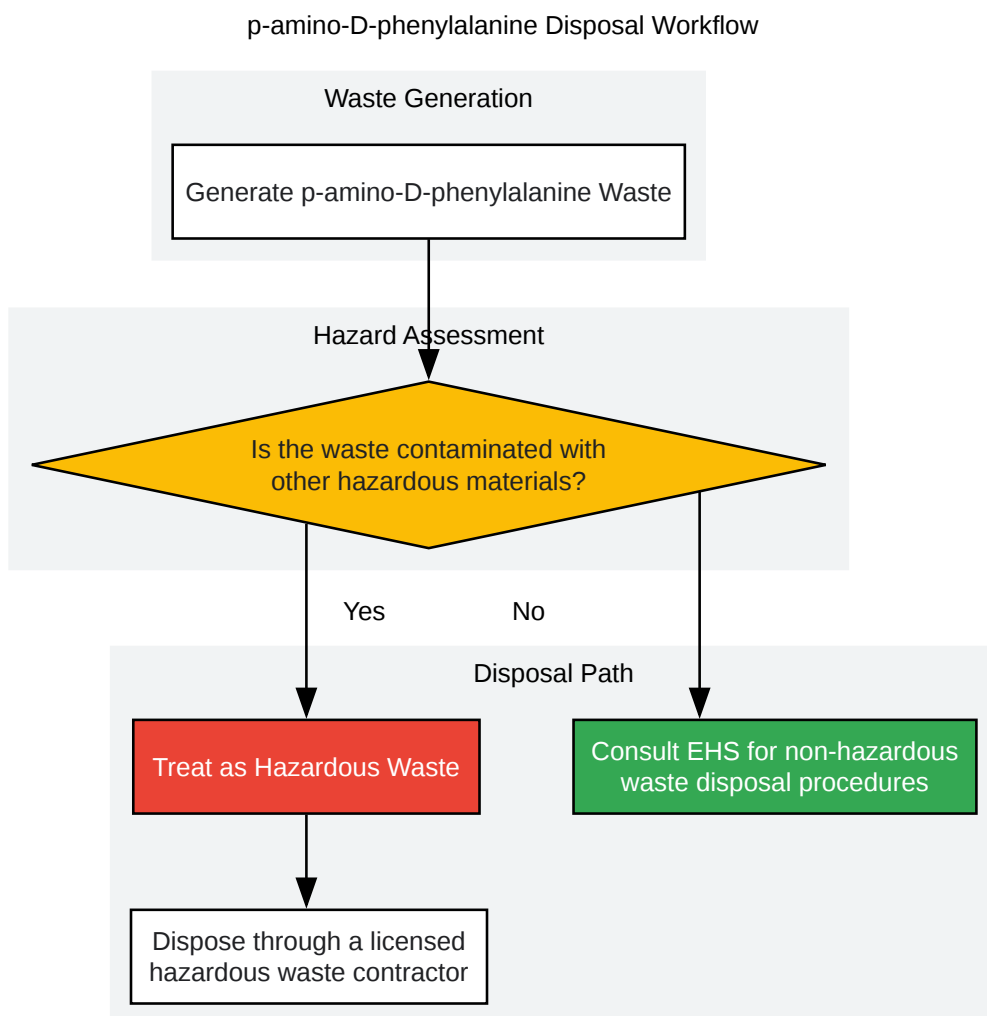 p-amino-D-phenylalanine Disposal Workflow
Waste Generation
Generate p-amino-D-phenylalanine Waste
Hazard Assessment
Is the waste contaminated with
other hazardous materials?
Yes
No
Disposal Path
Treat as Hazardous Waste
Consult EHS for non-hazardous
waste disposal procedures
Dispose through a licensed
hazardous waste contractor